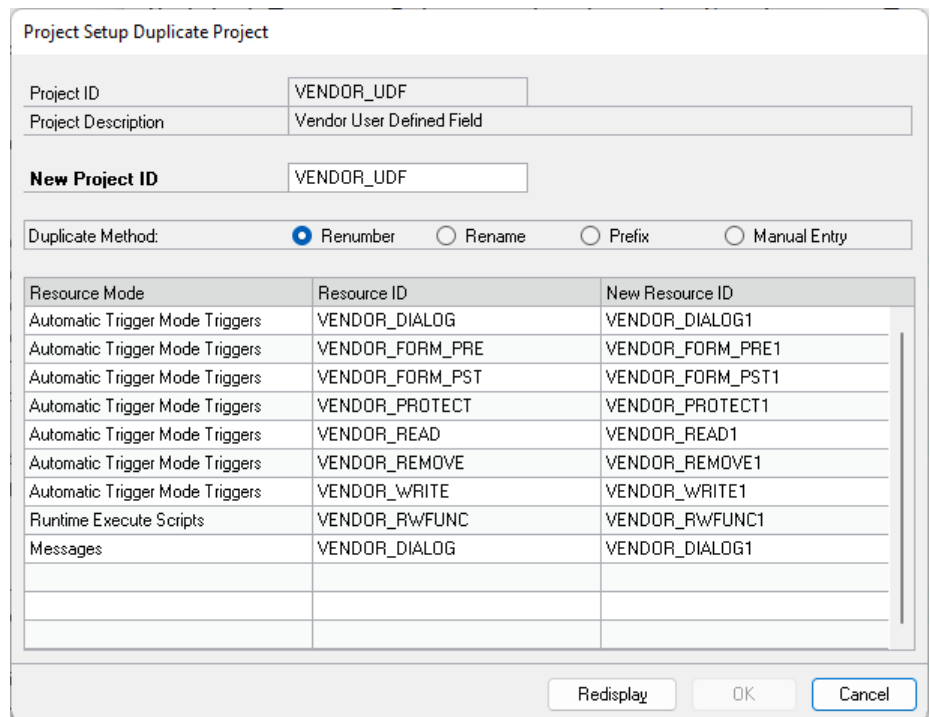 Project Setup Duplicate Project
Project ID VENDOR_UDF
Project Description Vendor User Defined Field
New Project ID VENDOR_UDF
Duplicate Method: Renumber Rename Prefix Manual Entry
Resource Mode Resource ID New Resource ID
Automatic Trigger Mode Triggers VENDOR_DIALOG VENDOR_DIALOG1
Automatic Trigger Mode Triggers VENDOR_FORM_PRE VENDOR_FORM_PRE1
Automatic Trigger Mode Triggers VENDOR_FORM_PST VENDOR_FORM_PST1
Automatic Trigger Mode Triggers VENDOR_PROTECT VENDOR_PROTECT1
Automatic Trigger Mode Triggers VENDOR_READ VENDOR_READ1
Automatic Trigger Mode Triggers VENDOR_REMOVE VENDOR_REMOVE1
Automatic Trigger Mode Triggers VENDOR_WRITE VENDOR_WRITE1
Runtime Execute Scripts VENDOR_RWFUNC VENDOR_RWFUNC1
Messages VENDOR_DIALOG VENDOR_DIALOG1
Redisplay OK Cancel